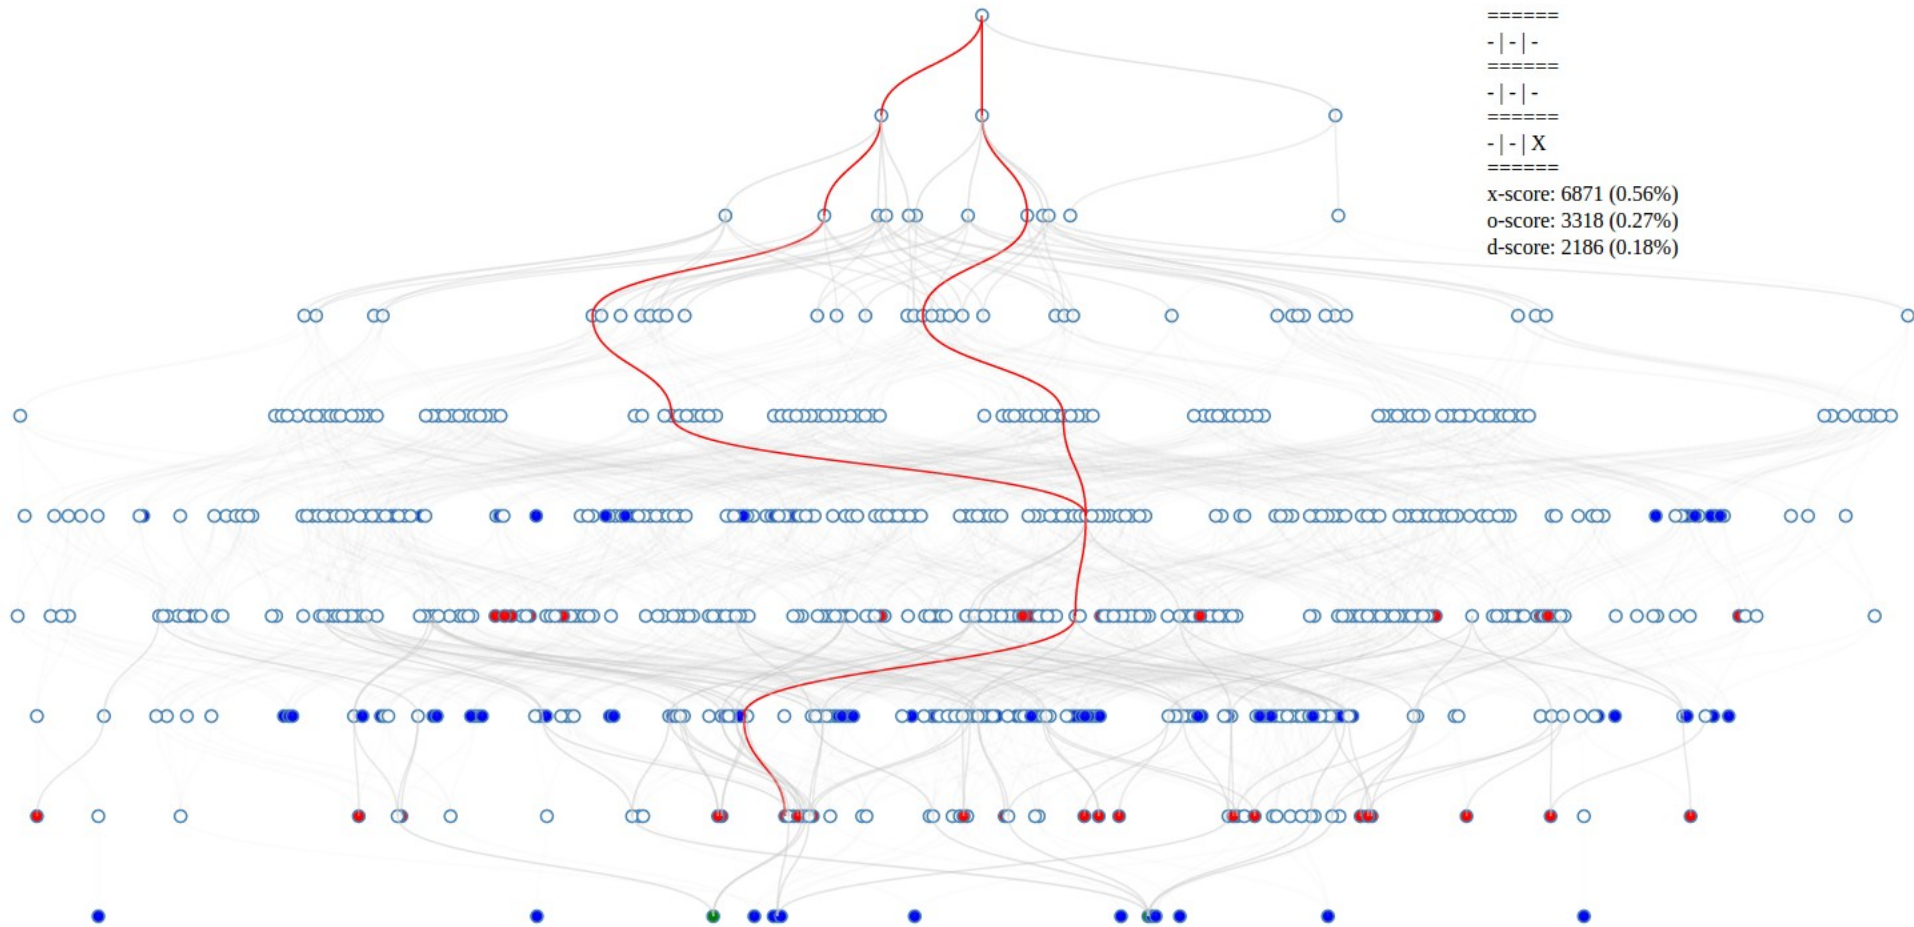 ======
- | - | -
======
- | - | -
======
- | - | X
======
x-score: 6871 (0.56%)
o-score: 3318 (0.27%)
d-score: 2186 (0.18%)